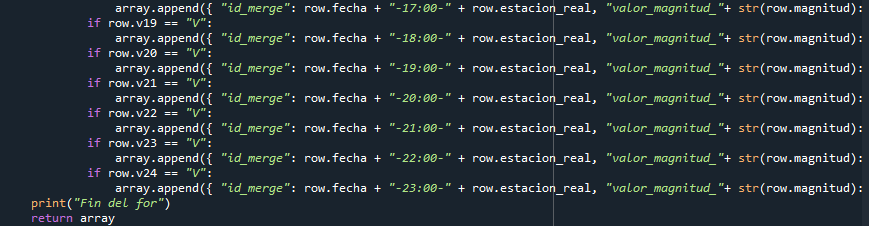 array.append({ "id_merge": row.fecha + "-17:00-" + row.estacion_real, "valor_magnitud_"+ str(row.magnitud):
if row.v19 == "V":
array.append({ "id_merge": row.fecha + "-18:00-" + row.estacion_real, "valor_magnitud_"+ str(row.magnitud):
if row.v20 == "V":
array.append({ "id_merge": row.fecha + "-19:00-" + row.estacion_real, "valor_magnitud_"+ str(row.magnitud):
if row.v21 == "V":
array.append({ "id_merge": row.fecha + "-20:00-" + row.estacion_real, "valor_magnitud_"+ str(row.magnitud):
if row.v22 == "V":
array.append({ "id_merge": row.fecha + "-21:00-" + row.estacion_real, "valor_magnitud_"+ str(row.magnitud):
if row.v23 == "V":
array.append({ "id_merge": row.fecha + "-22:00-" + row.estacion_real, "valor_magnitud_"+ str(row.magnitud):
if row.v24 == "V":
array.append({ "id_merge": row.fecha + "-23:00-" + row.estacion_real, "valor_magnitud_"+ str(row.magnitud):
print("Fin del for")
return array